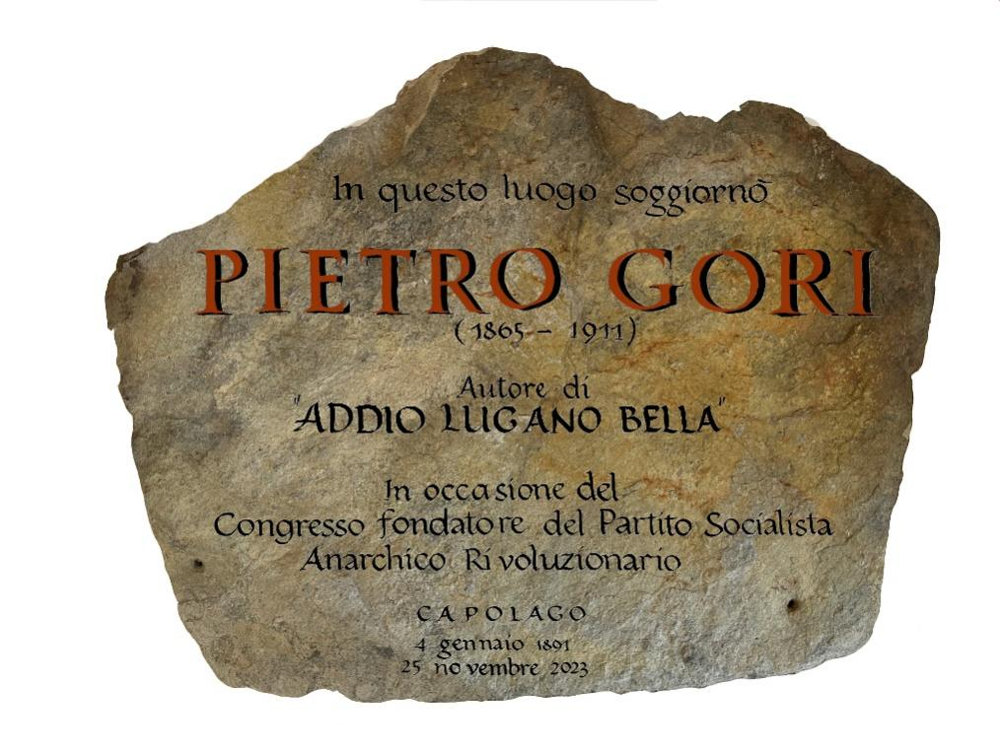 In questo luogo soggiornò
PIETRO GORI
(1865 – 1911)
Autore di
"ADDIO LUGANO BELLA"
In occasione del
Congresso fondatore del Partito Socialista
Anarchico Rivoluzionario
CAPOLAGO
4 gennaio 1891
25 novembre 2023